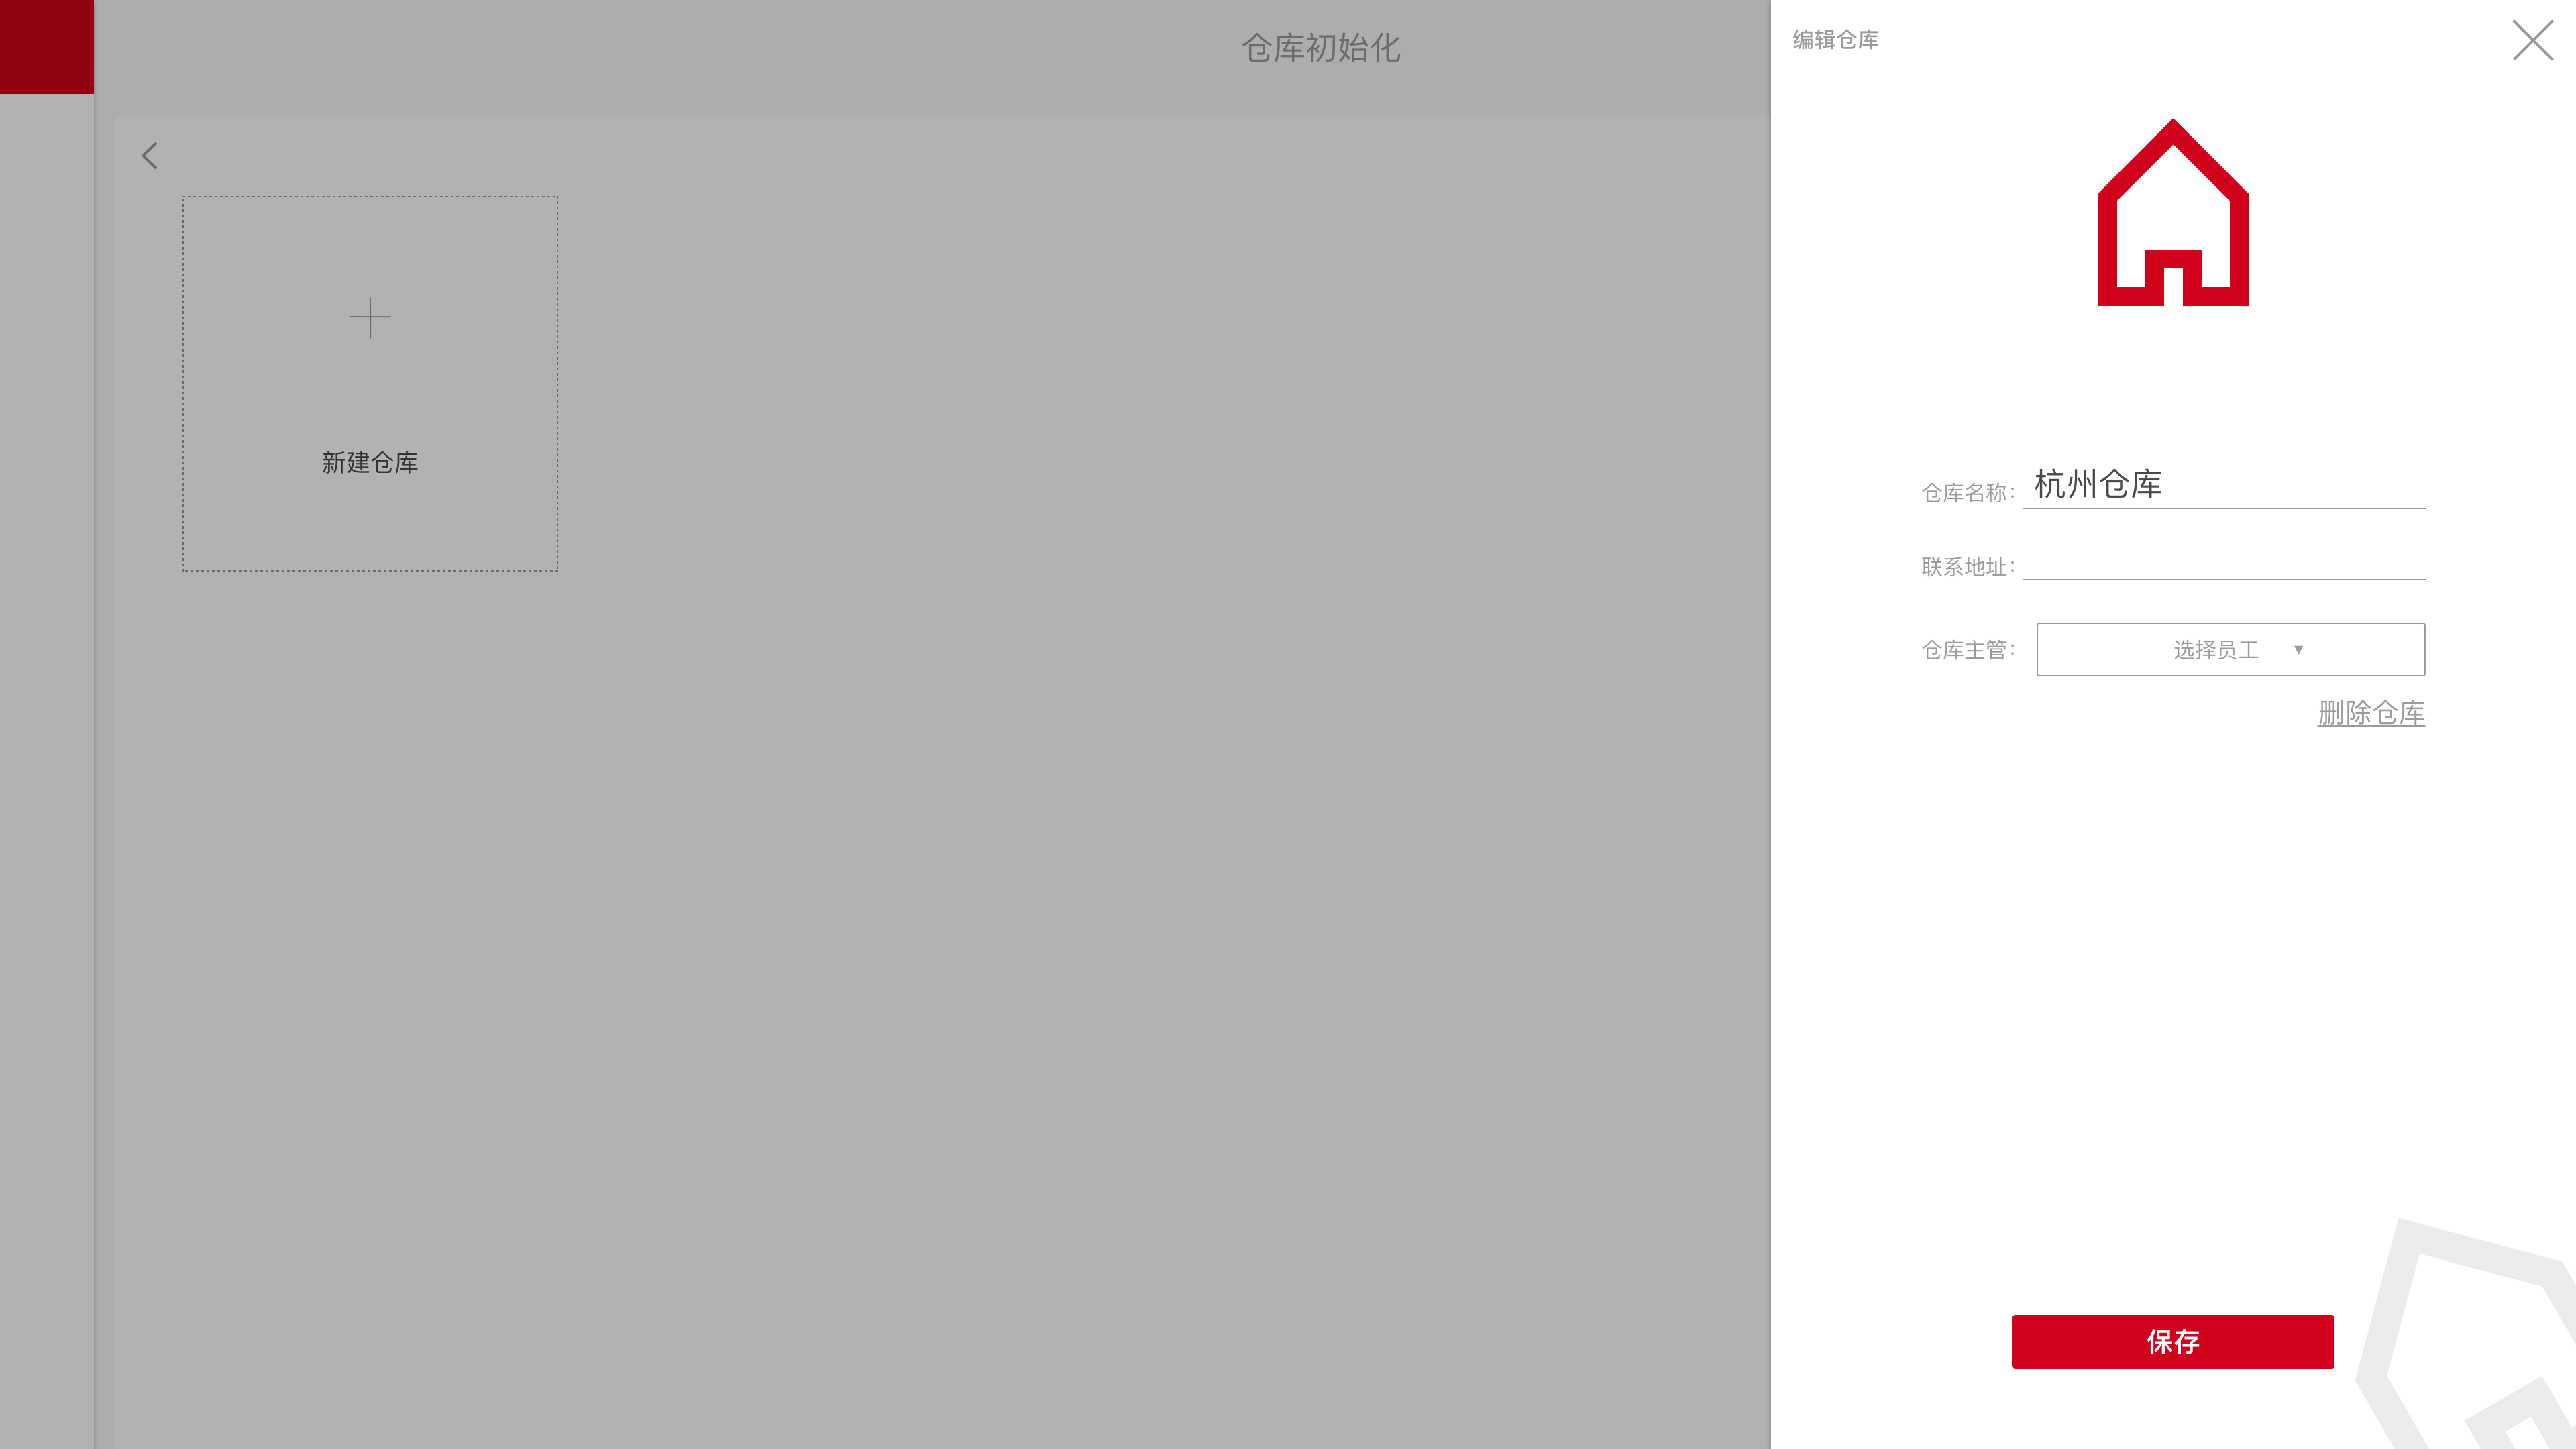 仓库初始化
新建仓库
编辑仓库
仓库名称：杭州仓库
联系地址：
仓库主管：选择员工 ▼
删除仓库
保存